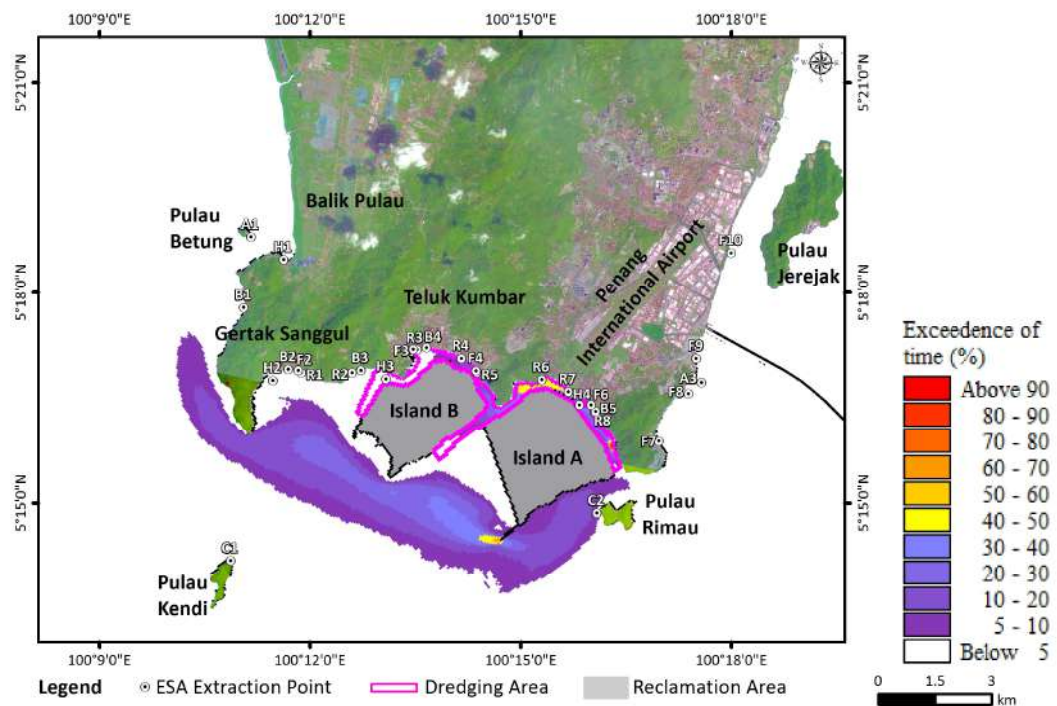 100°9'0"E 100°12'0"E 100°15'0"E 100°18'0"E
5°21'0"N 5°21'0"N
Balik Pulau
Pulau
Betung
A1
H1
F10
Pulau
Jerejak
Penang
International Airport
5°18'0"N 5°18'0"N
B1
Teluk Kumbar
Gertak Sanggul
B2 F2
H2 R1
R2 B3
H3
F3 R3 B4
R4
F4
R5
R6
R7
H4 F6
B5
R8
F9
A3
F8
F7
Island B
Island A
5°15'0"N 5°15'0"N
C2
Pulau
Rimau
C1
Pulau
Kendi
100°9'0"E 100°12'0"E 100°15'0"E 100°18'0"E
Exceedence of
time (%)
Above 90
80 - 90
70 - 80
60 - 70
50 - 60
40 - 50
30 - 40
20 - 30
10 - 20
5 - 10
Below 5
Legend ESA Extraction Point Dredging Area Reclamation Area
0 1.5 3
km